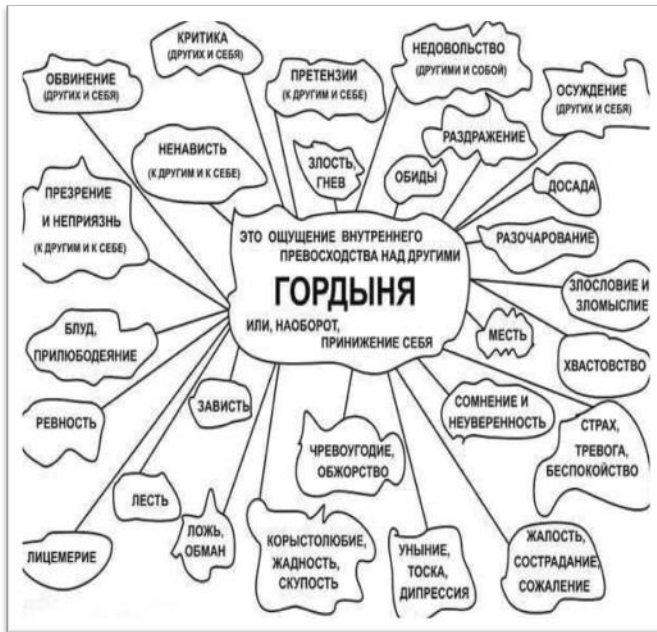 КРИТИКА
(ДРУГИХ И СЕБЯ)
НЕДОВОЛЬСТВО
(ДРУГИМИ И СОБОЙ)
ОБВИНЕНИЕ
(ДРУГИХ И СЕБЯ)
ПРЕТЕНЗИИ
(К ДРУГИМ И СЕБЕ)
ОСУЖДЕНИЕ
(ДРУГИХ И СЕБЯ)
РАЗДРАЖЕНИЕ
НЕНАВИСТЬ
(К ДРУГИМ И К СЕБЕ)
ЗЛОСТЬ,
ГНЕВ
ОБИДЫ
ДОСАДА
ПРЕЗРЕНИЕ
И НЕПРИЯЗНЬ
(К ДРУГИМ И К СЕБЕ)
РАЗОЧАРОВАНИЕ
ЭТО ОЩУЩЕНИЕ ВНУТРЕННЕГО
ПРЕВОСХОДСТВА НАД ДРУГИМИ
ГОРДЫНЯ
ИЛИ, НАОБОРОТ,
ПРИНИЖЕНИЕ СЕБЯ
ЗЛОСЛОВИЕ И
ЗЛОМЫСЛИЕ
БЛУД,
ПРИЛЮБОДЕЯНИЕ
МЕСТЬ
ХВАСТОВСТВО
РЕВНОСТЬ
ЗАВИСТЬ
СОМНЕНИЕ И
НЕУВЕРЕННОСТЬ
СТРАХ,
ТРЕВОГА,
БЕСПОКОЙСТВО
ЧРЕВОУГОДИЕ,
ОБЖОРСТВО
ЛЕСТЬ
ЛИЦЕМЕРИЕ
ЛОЖЬ,
ОБМАН
КОРЫСТОЛЮБИЕ,
ЖАДНОСТЬ,
СКУПОСТЬ
УНЫНИЕ,
ТОСКА,
ДИПРЕССИЯ
ЖАЛОСТЬ,
СОСТРАДАНИЕ,
СОЖАЛЕНИЕ